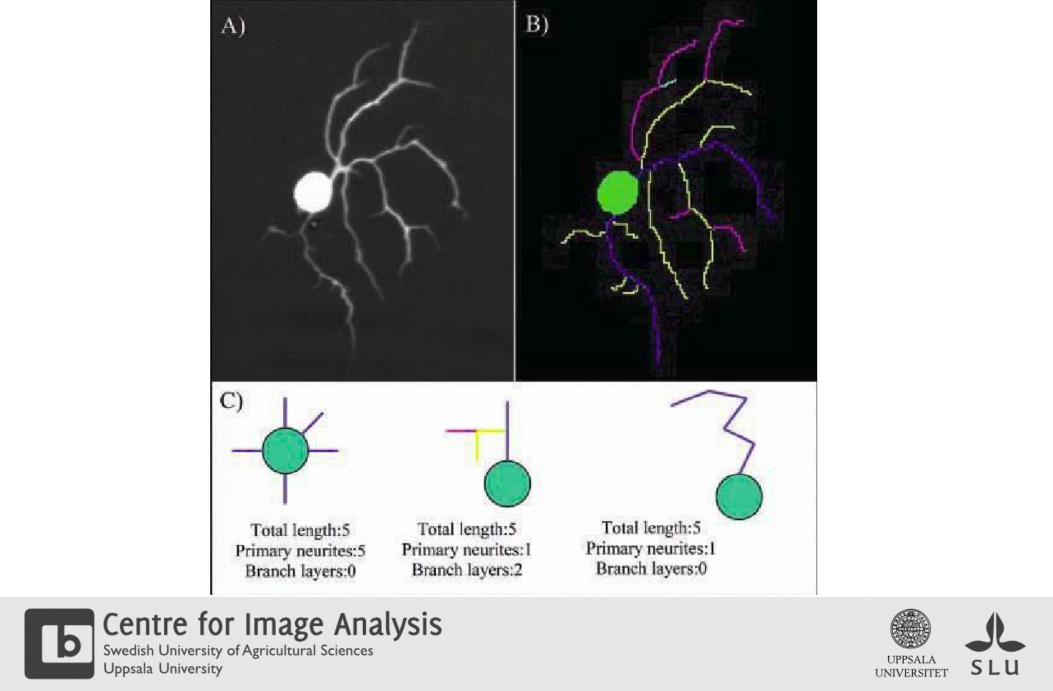 A)
B)
C)
Total length:5
Primary neurites:5
Branch layers:0
Total length:5
Primary neurites:1
Branch layers:2
Total length:5
Primary neurites:1
Branch layers:0
Centre for Image Analysis
Swedish University of Agricultural Sciences
Uppsala University
UPPSALA
UNIVERSITET
SLU